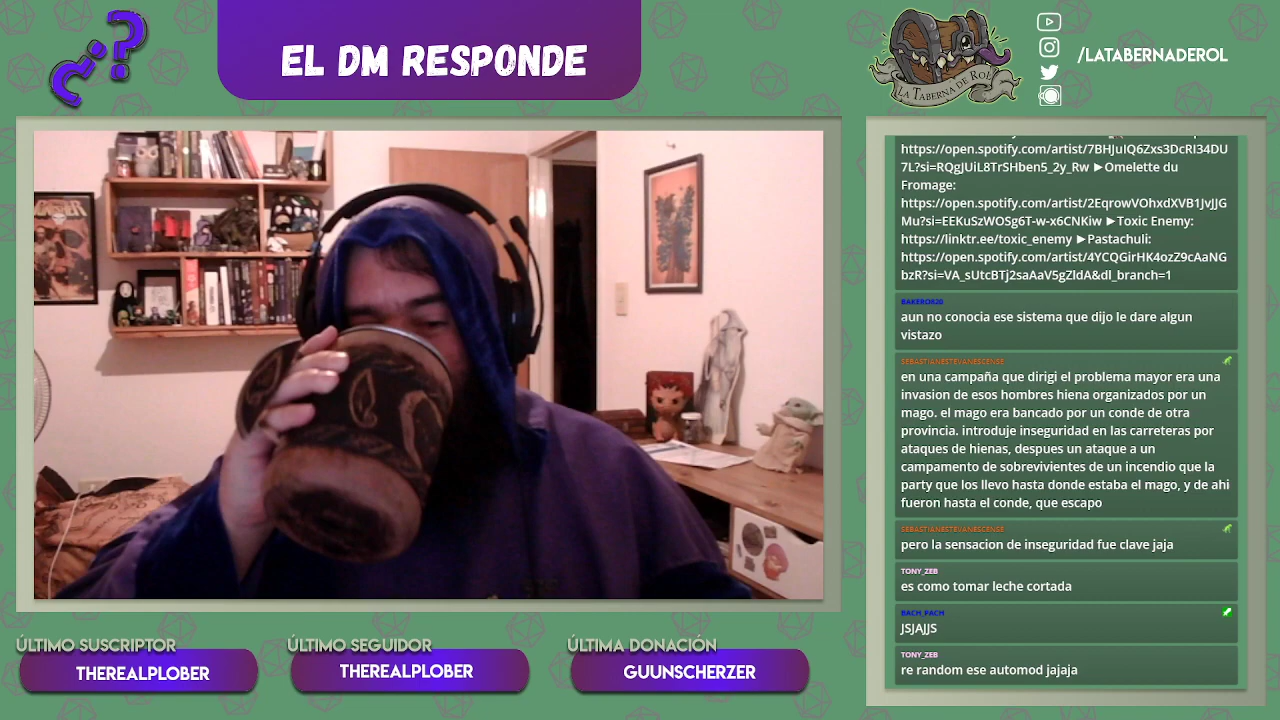 ¿?
EL DM RESPONDE
LA TABERNA DE ROL
/LATABERNADEROL
https://open.spotify.com/artist/7BHJuIQ6Zxs3DcRI34DU
7L?si=RQgJUiL8TrSHben5_2y_Rw ►Omelette du
Fromage:
https://open.spotify.com/artist/2EqrowVOhxdXVB1JvJJG
Mu?si=EEKuSzWOSg6T-w-x6CNKiw ►Toxic Enemy:
https://linktr.ee/toxic_enemy ►Pastachuli:
https://open.spotify.com/artist/4YCQGirHK4ozZ9cAaNG
bzR?si=VA_sUtcBTj2saAaV5gZIdA&dl_branch=1
BAKEROR20
aun no conocia ese sistema que dijo le dare algun
vistazo
SEBASTIANESTEVANESCENSE
en una campaña que dirigi el problema mayor era una
invasion de esos hombres hiena organizados por un
mago. el mago era bancado por un conde de otra
provincia. introduje inseguridad en las carreteras por
ataques de hienas, despues un ataque a un
campamento de sobrevivientes de un incendio que la
party que los llevo hasta donde estaba el mago, y de ahi
fueron hasta el conde, que escapo
SEBASTIANESTEVANESCENSE
pero la sensacion de inseguridad fue clave jaja
TONY_ZEB
es como tomar leche cortada
BACH_PACH
JSJAJJS
TONY_ZEB
re random ese automod jajaja
ÚLTIMO SUSCRIPTOR
THEREALPLOBER
ÚLTIMO SEGUIDOR
THEREALPLOBER
ÚLTIMA DONACIÓN
GUUNSCHERZER